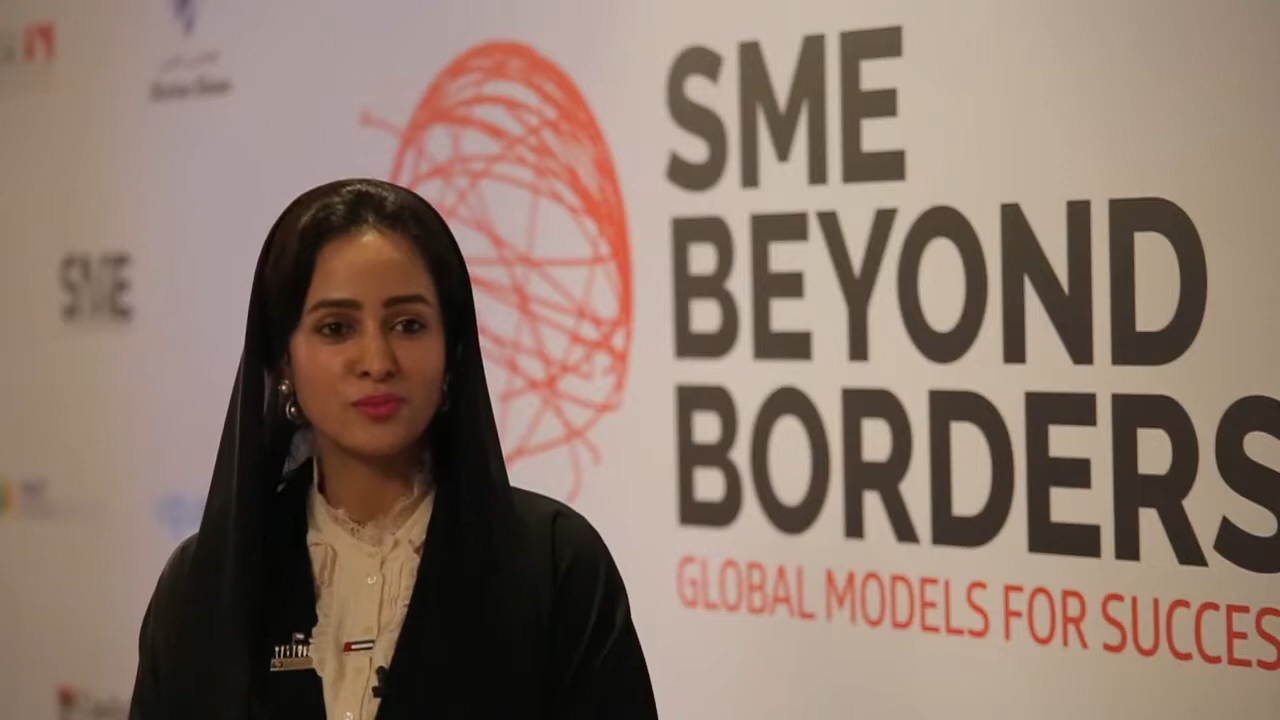 SME
BEYOND
BORDERS
GLOBAL MODELS FOR SUCCES
SME